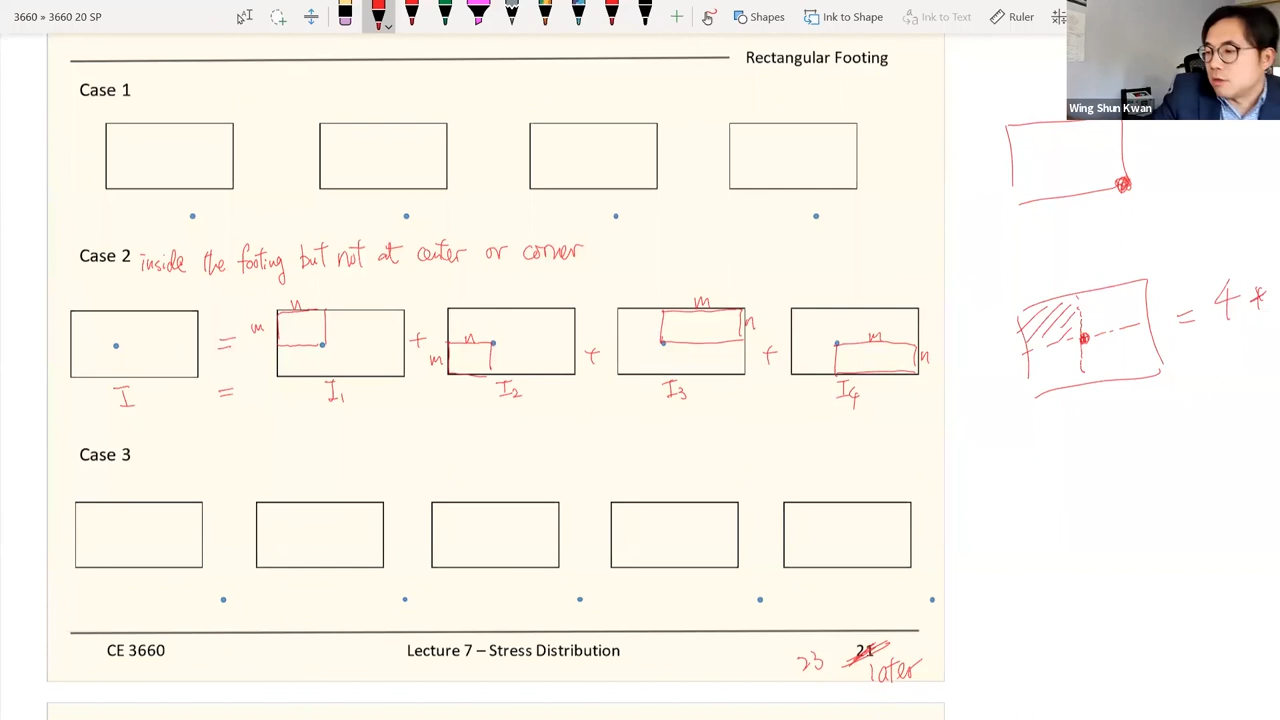 3660 » 3660 20 SP
Shapes
Ink to Shape
Ink to Text
Ruler
Wing Shun Kwan
Rectangular Footing
Case 1
Case 2 inside the footing but not at center or corner
n
m
=
+
n
m
+
m
n
+
m
n
= 4 *
I = I₁ I₂ I₃ I₄
Case 3
CE 3660
Lecture 7 – Stress Distribution
21
23
later